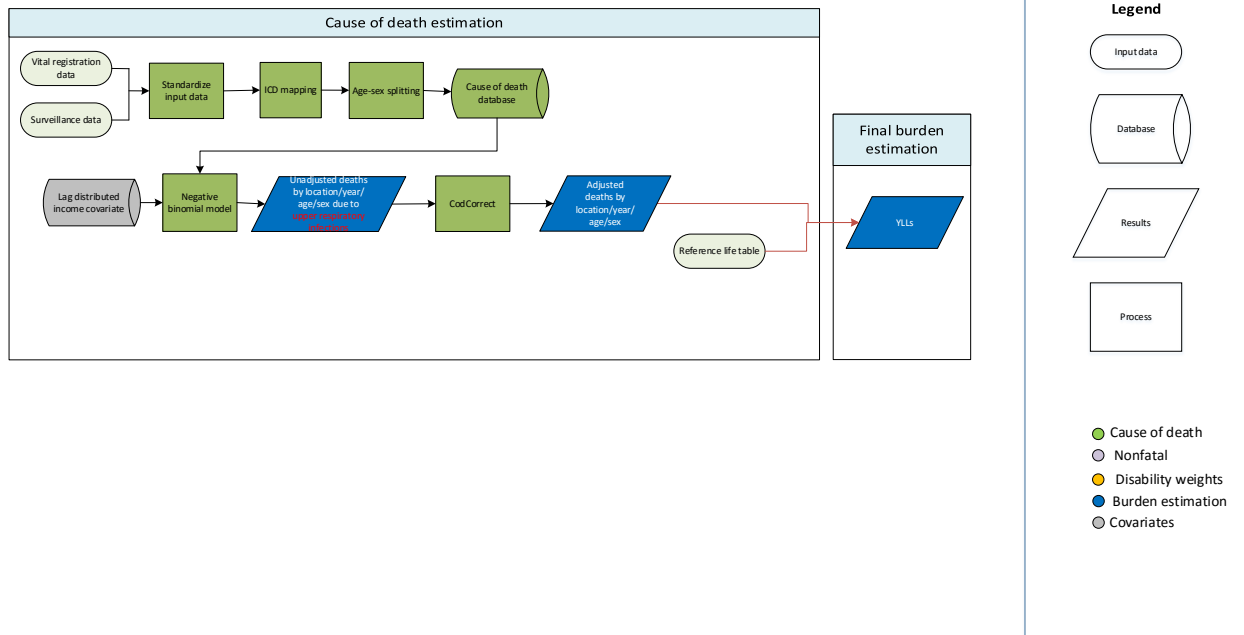 Cause of death estimation
Vital registration
data
Surveillance data
Standardize
input data
ICD mapping
Age-sex splitting
Cause of death
database
Lag distributed
income covariate
Negative
binomial model
Unadjusted deaths
by location/year/
age/sex due to
upper respiratory
infections
CodCorrect
Adjusted
deaths by
location/year/
age/sex
Reference life table
Final burden
estimation
YLLs
Legend
Input data
Database
Results
Process
Cause of death
Nonfatal
Disability weights
Burden estimation
Covariates